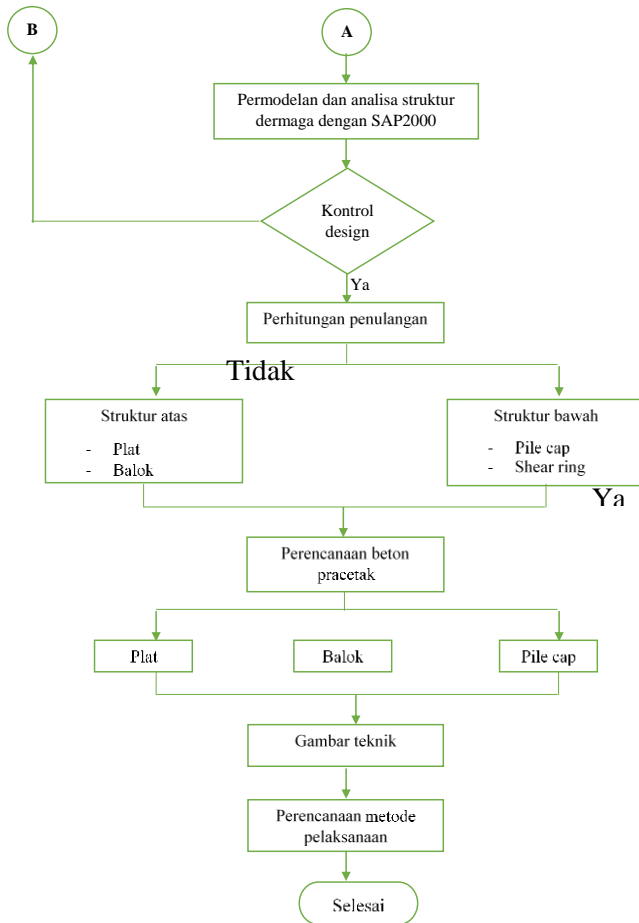 B
A
Permodelan dan analisa struktur
dermaga dengan SAP2000
Kontrol
design
Ya
Perhitungan penulangan
Tidak
Struktur atas
- Plat
- Balok
Struktur bawah
- Pile cap
- Shear ring
Ya
Perencanaan beton
pracetak
Plat
Balok
Pile cap
Gambar teknik
Perencanaan metode
pelaksanaan
Selesai